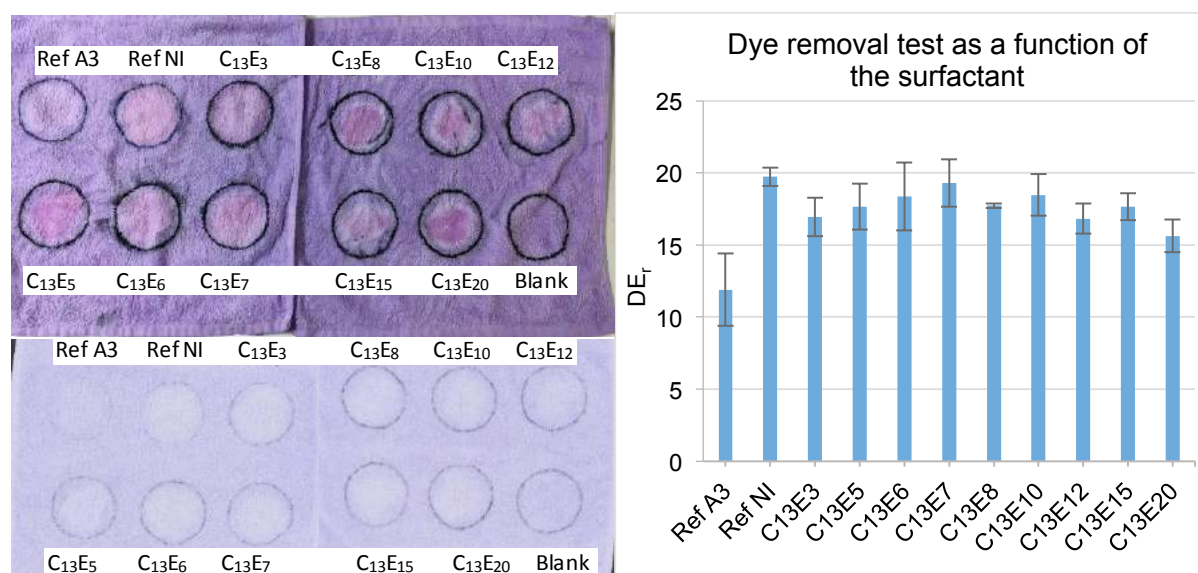 Ref A3 Ref NI C₁₃E₃ C₁₃E₈ C₁₃E₁₀ C₁₃E₁₂
C₁₃E₅ C₁₃E₆ C₁₃E₇ C₁₃E₁₅ C₁₃E₂₀ Blank
Ref A3 Ref NI C₁₃E₃ C₁₃E₈ C₁₃E₁₀ C₁₃E₁₂
C₁₃E₅ C₁₃E₆ C₁₃E₇ C₁₃E₁₅ C₁₃E₂₀ Blank
Dye removal test as a function of
the surfactant
25
20
15
10
5
0
DEᵣ
Ref A3
Ref NI
C13E3
C13E5
C13E6
C13E7
C13E8
C13E10
C13E12
C13E15
C13E20